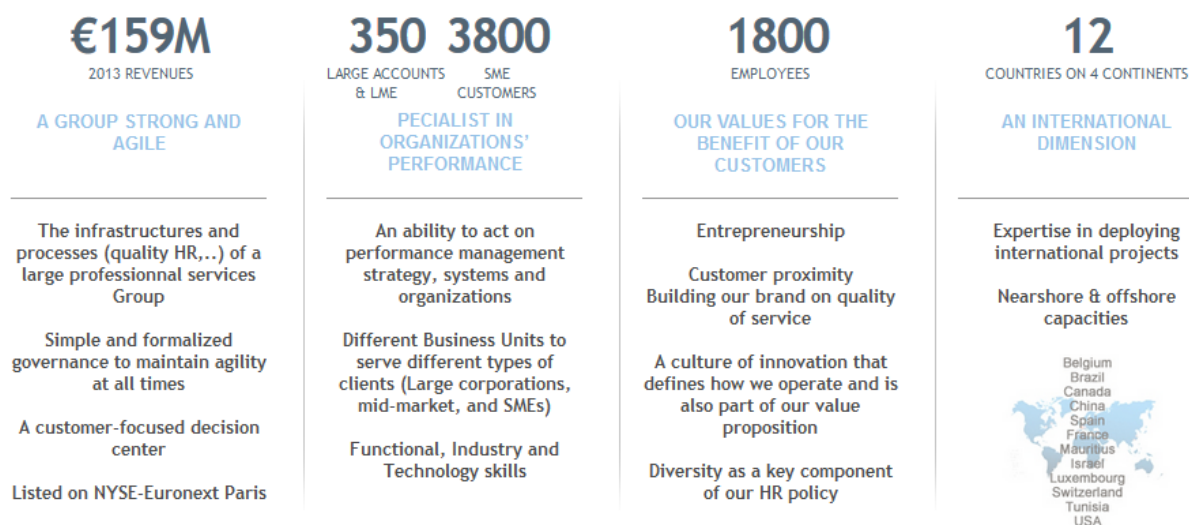 €159M
2013 REVENUES
A GROUP STRONG AND
AGILE
The infrastructures and
processes (quality HR,..) of a
large professionnal services
Group
Simple and formalized
governance to maintain agility
at all times
A customer-focused decision
center
Listed on NYSE-Euronext Paris
350 3800
LARGE ACCOUNTS SME
& LME CUSTOMERS
PECIALIST IN
ORGANIZATIONS’
PERFORMANCE
An ability to act on
performance management
strategy, systems and
organizations
Different Business Units to
serve different types of
clients (Large corporations,
mid-market, and SMEs)
Functional, Industry and
Technology skills
1800
EMPLOYEES
OUR VALUES FOR THE
BENEFIT OF OUR
CUSTOMERS
Entrepreneurship
Customer proximity
Building our brand on quality
of service
A culture of innovation that
defines how we operate and is
also part of our value
proposition
Diversity as a key component
of our HR policy
12
COUNTRIES ON 4 CONTINENTS
AN INTERNATIONAL
DIMENSION
Expertise in deploying
international projects
Nearshore & offshore
capacities
Belgium
Brazil
Canada
China
Spain
France
Mauritius
Israel
Luxembourg
Switzerland
Tunisia
USA